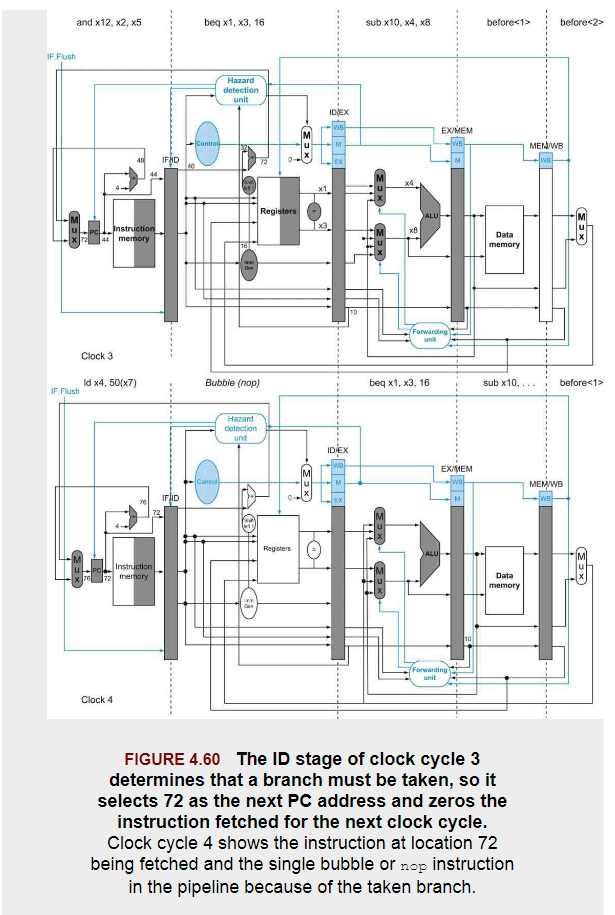 and x12, x2, x5 beq x1, x3, 16 sub x10, x4, x8 before<1> before<2>
IF.Flush
Hazard
detection
unit
ID/EX
WB
M
EX
Control
M
u
x
0
EX/MEM
WB
M
MEM/WB
WB
IF/ID
40
32
72
48
44
4
Shift
left 1
M
u
x
72
PC
44
Instruction
memory
Registers
x1
=
x3
16
Imm
Gen
M
u
x
x4
M
u
x
x8
ALU
Data
memory
M
u
x
10
Forwarding
unit
Clock 3
ld x4, 50(x7) Bubble (nop) beq x1, x3, 16 sub x10, . . . before<1>
IF.Flush
Hazard
detection
unit
ID/EX
WB
M
EX
Control
M
u
x
0
EX/MEM
WB
M
MEM/WB
WB
IF/ID
76
72
4
Shift
left 1
M
u
x
76
PC
72
Instruction
memory
Registers
=
Imm
Gen
M
u
x
M
u
x
ALU
Data
memory
M
u
x
10
Forwarding
unit
Clock 4
FIGURE 4.60 The ID stage of clock cycle 3
determines that a branch must be taken, so it
selects 72 as the next PC address and zeros the
instruction fetched for the next clock cycle.
Clock cycle 4 shows the instruction at location 72
being fetched and the single bubble or nop instruction
in the pipeline because of the taken branch.